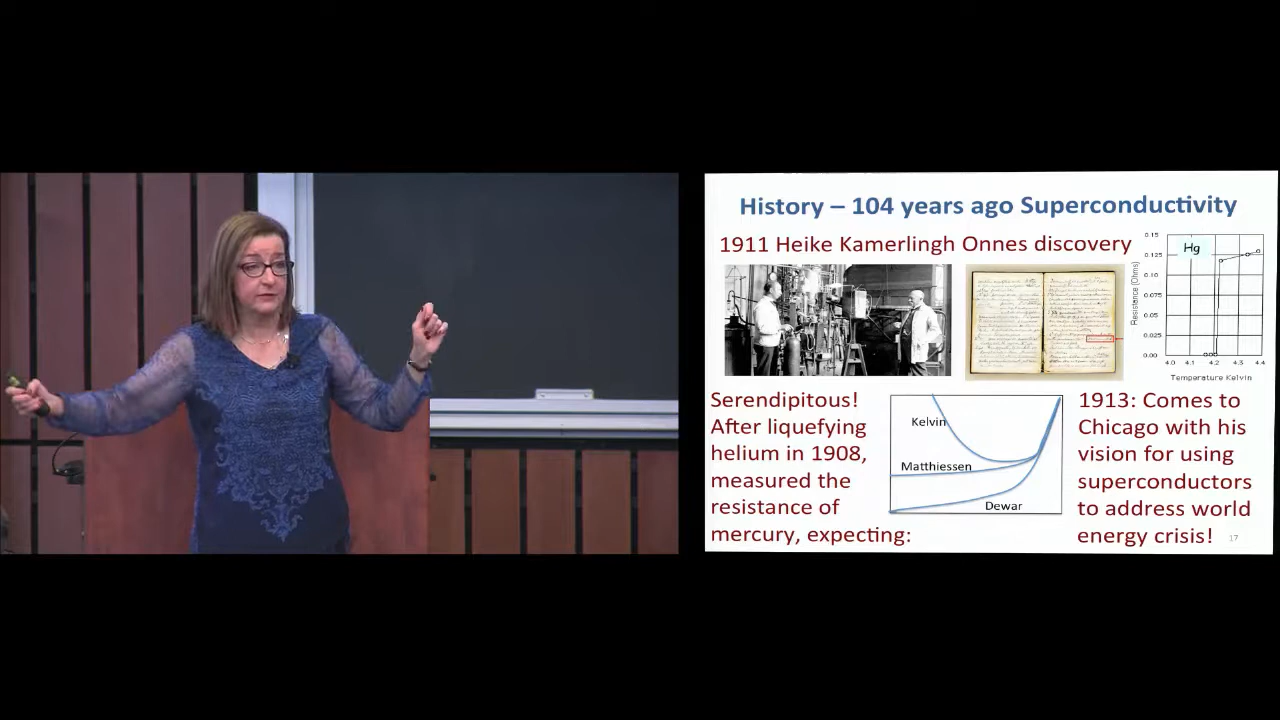 History – 104 years ago Superconductivity
1911 Heike Kamerlingh Onnes discovery
Hg
Resistance (Ohms)
0.15
0.125
0.10
0.075
0.05
0.025
0.00
4.0 4.1 4.2 4.3 4.4
Temperature Kelvin
Serendipitous!
After liquefying
helium in 1908,
measured the
resistance of
mercury, expecting:
Kelvin
Matthiessen
Dewar
1913: Comes to
Chicago with his
vision for using
superconductors
to address world
energy crisis!
17